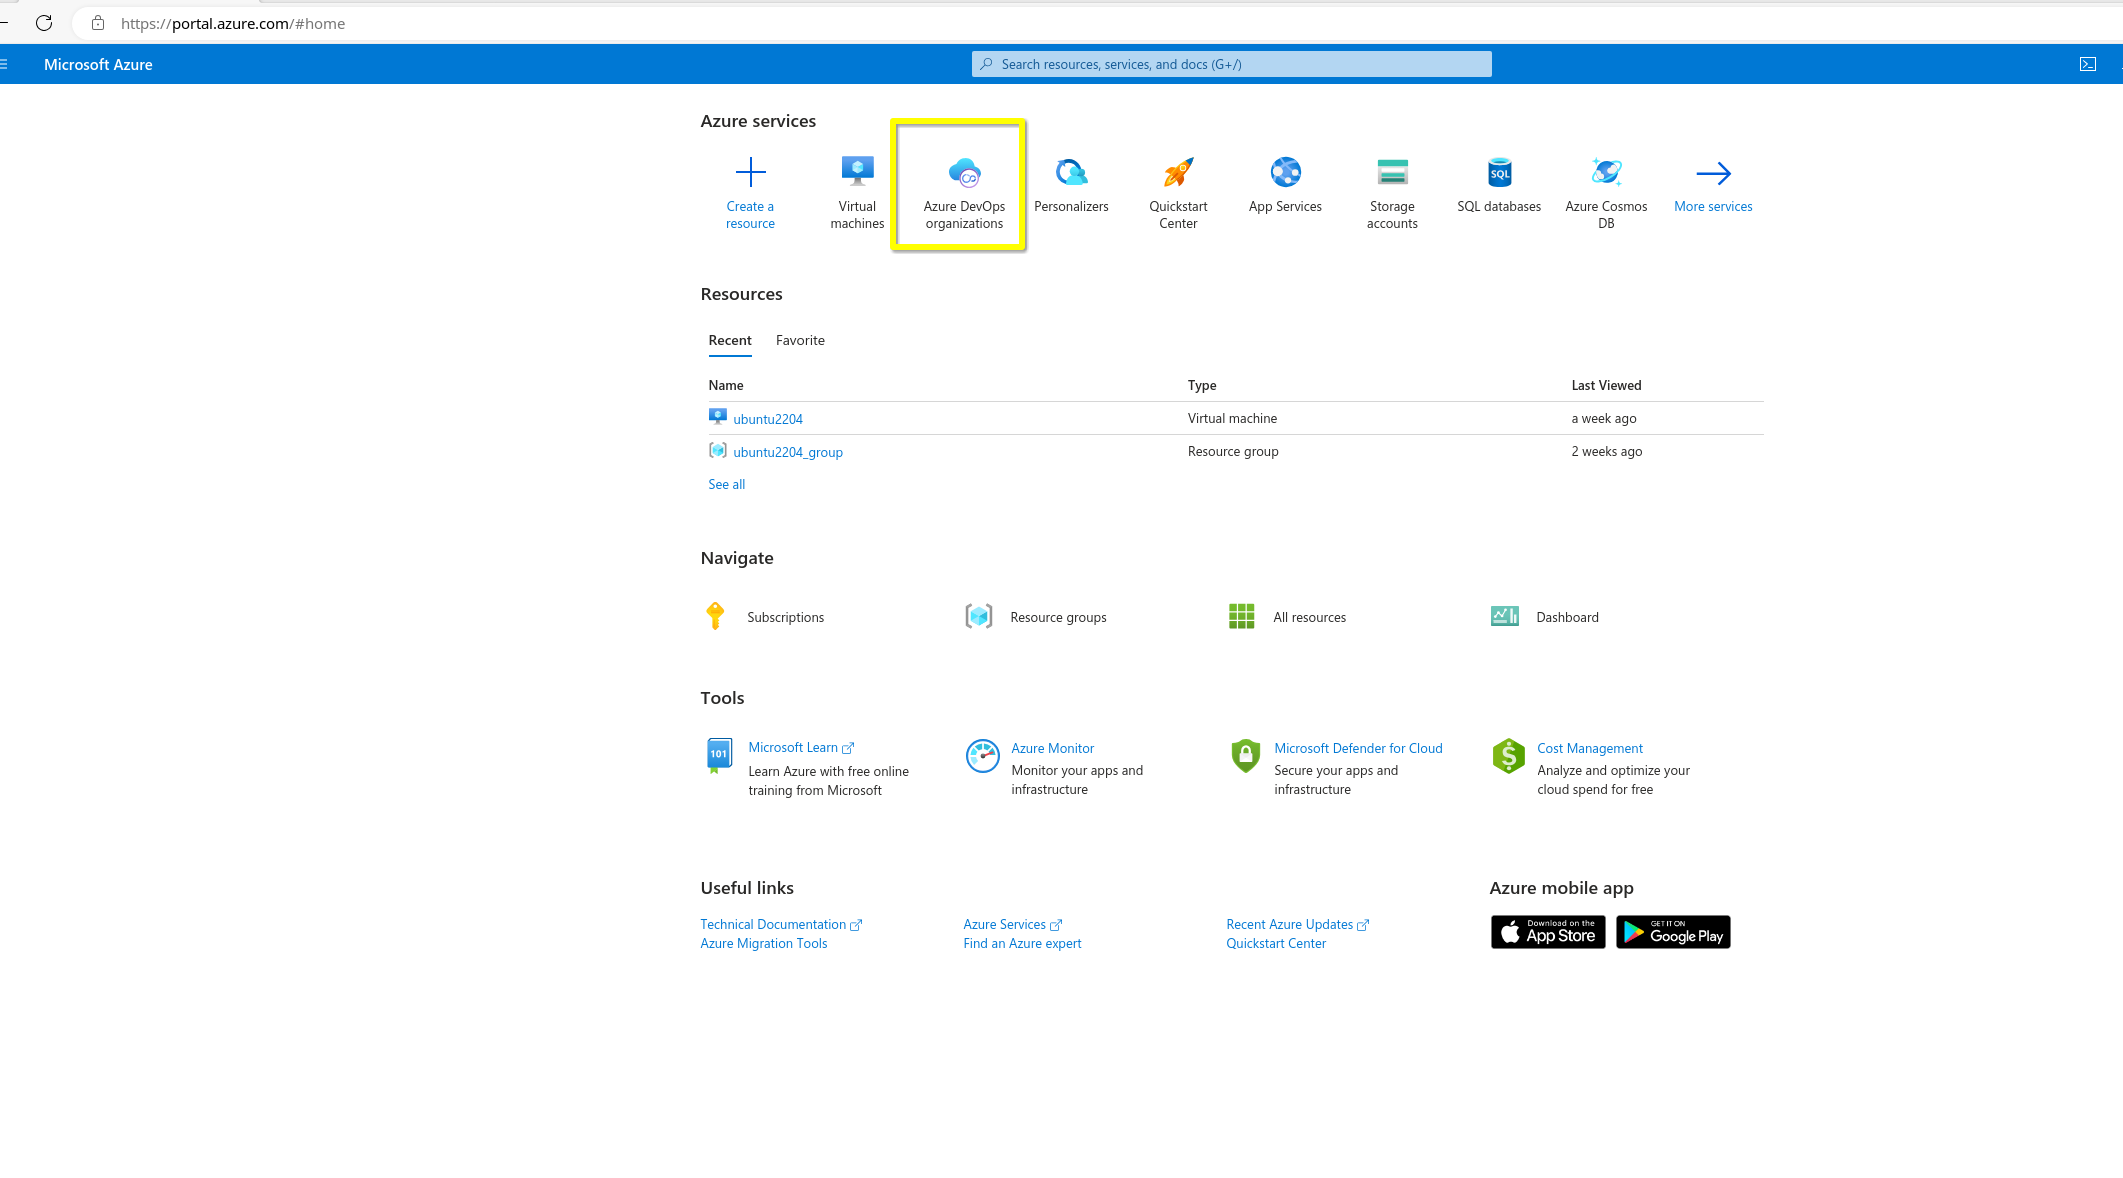 https://portal.azure.com/#home
Microsoft Azure
Search resources, services, and docs (G+/)
Azure services
Create a
resource
Virtual
machines
Azure DevOps
organizations
Personalizers
Quickstart
Center
App Services
Storage
accounts
SQL
SQL databases
Azure Cosmos
DB
More services
Resources
Recent Favorite
Name Type Last Viewed
ubuntu2204 Virtual machine a week ago
ubuntu2204_group Resource group 2 weeks ago
See all
Navigate
Subscriptions Resource groups All resources Dashboard
Tools
101
Microsoft Learn
Learn Azure with free online
training from Microsoft
Azure Monitor
Monitor your apps and
infrastructure
Microsoft Defender for Cloud
Secure your apps and
infrastructure
Cost Management
Analyze and optimize your
cloud spend for free
Useful links
Technical Documentation
Azure Migration Tools
Azure Services
Find an Azure expert
Recent Azure Updates
Quickstart Center
Azure mobile app
Download on the
App Store
GET IT ON
Google Play